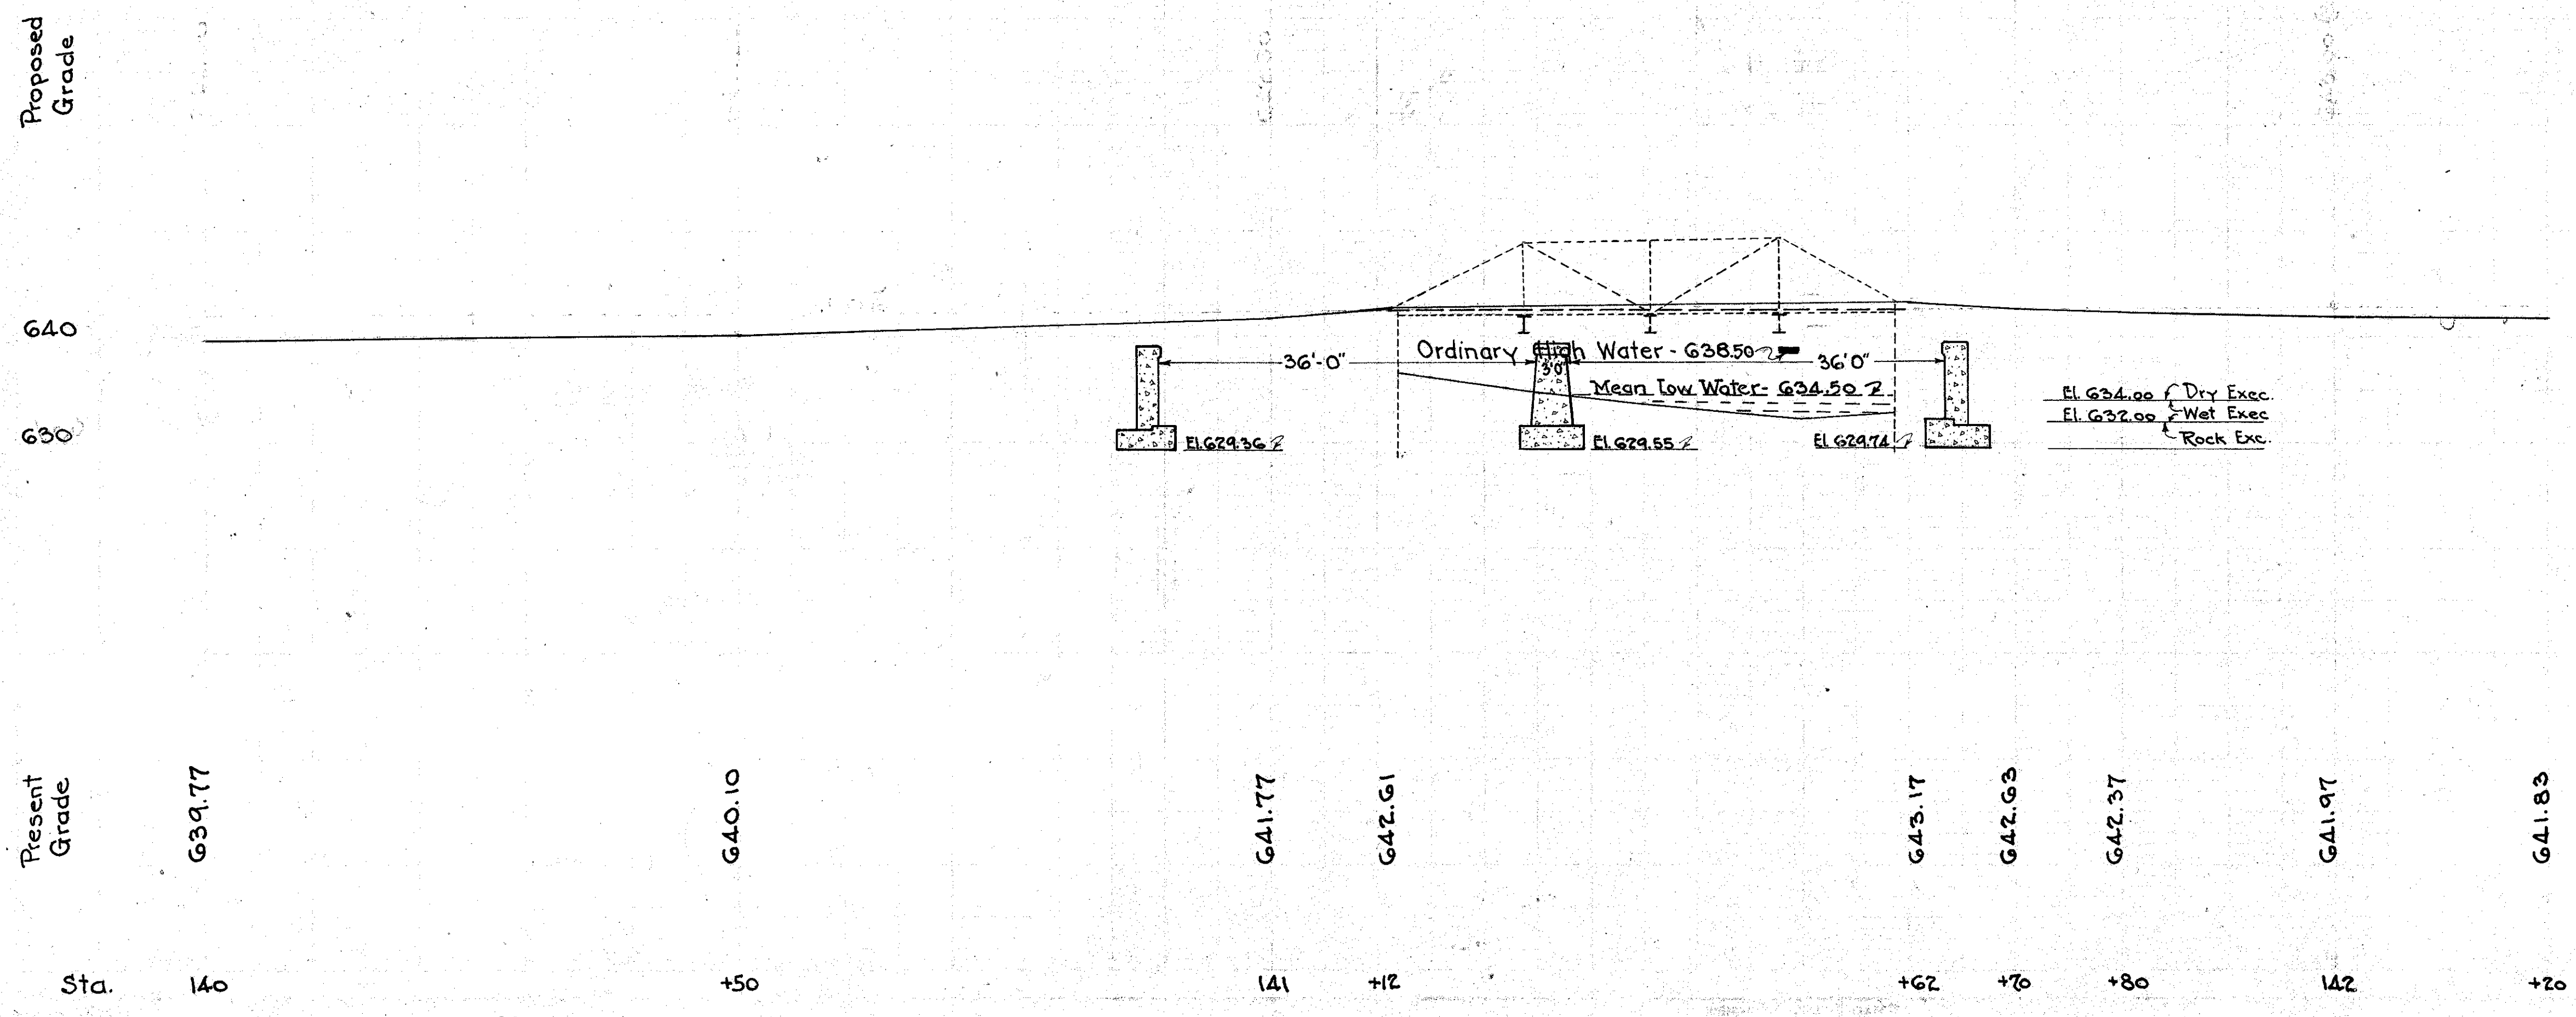 Proposed
Grade
640
630
36'-0"
Ordinary High Water - 638.50
36'0"
3'0"
Mean Low Water - 634.50
El. 634.00 Dry Exec.
El. 632.00 Wet Exec
Rock Exc.
El. 629.36
El. 629.55
El. 629.74
Present
Grade
639.77
640.10
641.77
642.61
643.17
642.63
642.37
641.97
641.83
Sta. 140 +50 141 +12 +62 +70 +80 142 +20